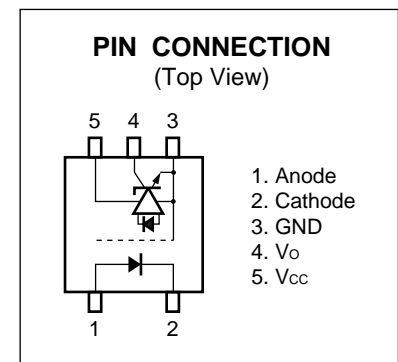 PIN CONNECTION
(Top View)
5 4 3
1. Anode
2. Cathode
3. GND
4. Vo
5. Vcc
1 2